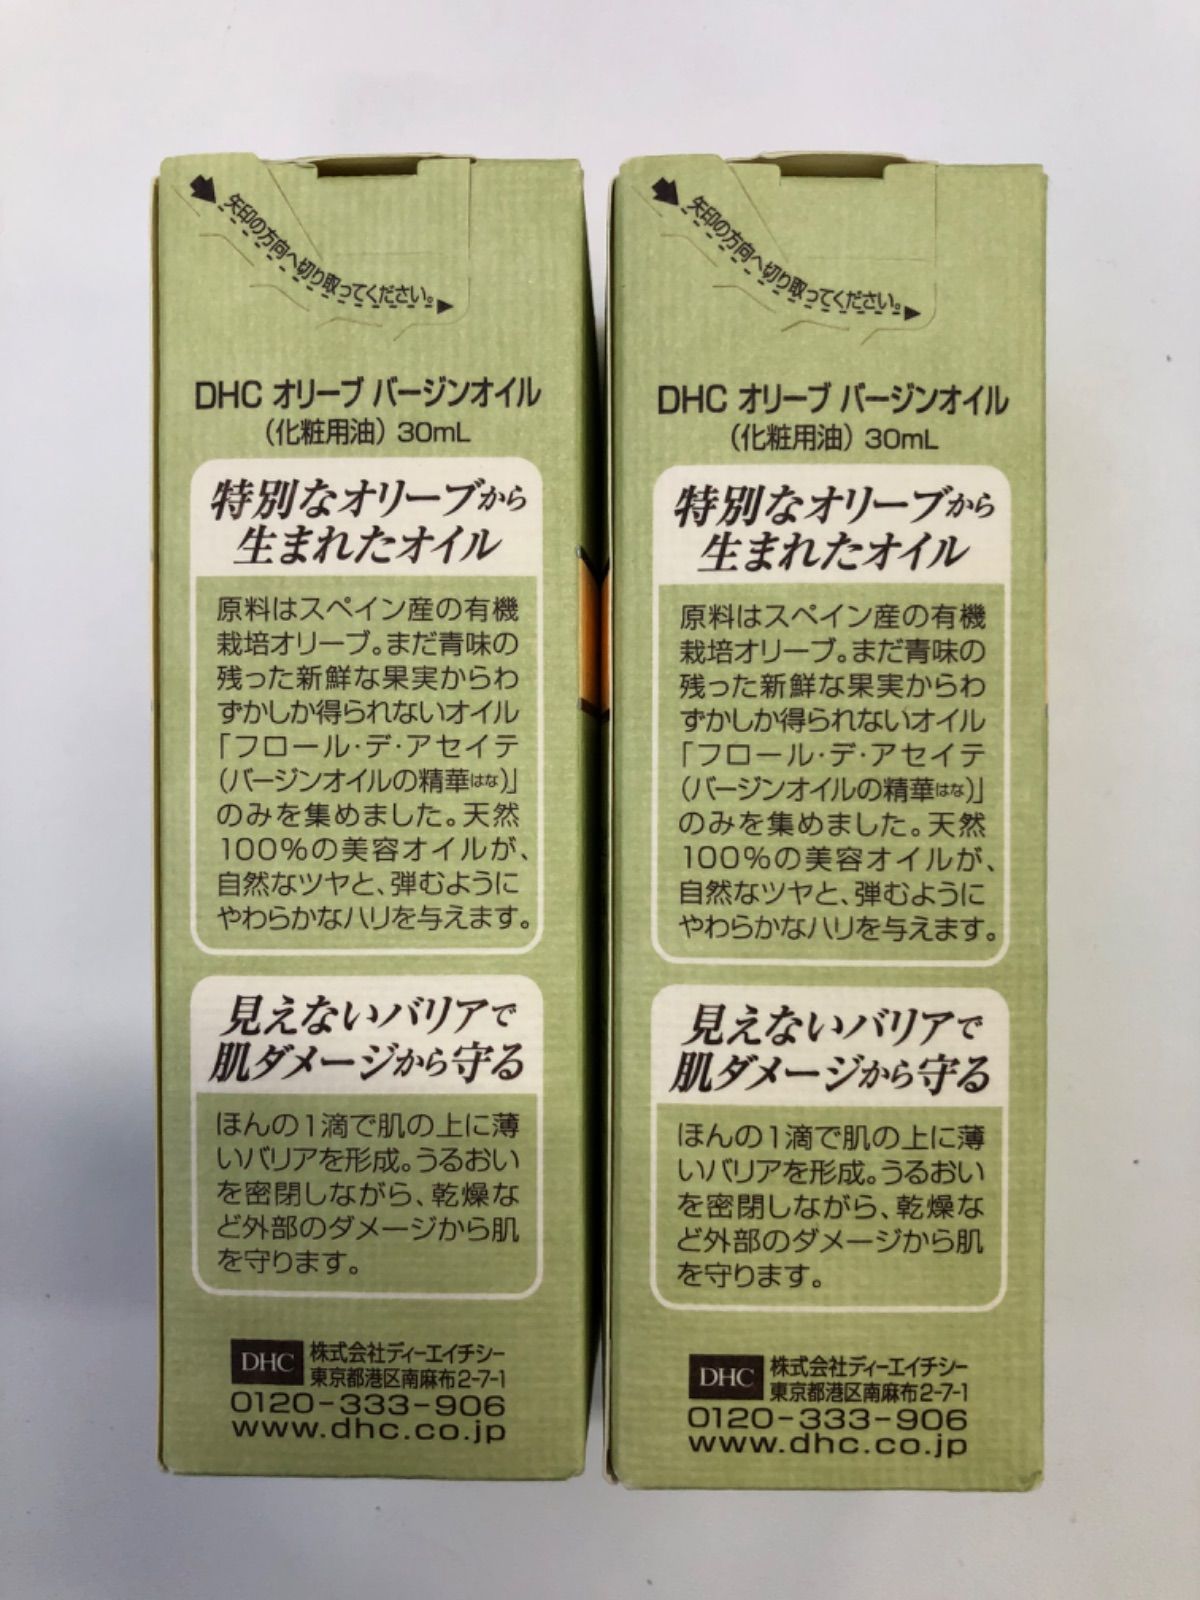 矢印の方向へ切り取ってください。
DHC オリーブ バージンオイル
(化粧用油) 30mL
特別なオリーブから
生まれたオイル
原料はスペイン産の有機
栽培オリーブ。まだ青味の
残った新鮮な果実からわ
ずかしか得られないオイル
「フロール・デ・アセイテ
(バージンオイルの精華はな)」
のみを集めました。天然
100%の美容オイルが、
自然なツヤと、弾むように
やわらかなハリを与えます。
見えないバリアで
肌ダメージから守る
ほんの1滴で肌の上に薄
いバリアを形成。うるおい
を密閉しながら、乾燥な
ど外部のダメージから肌
を守ります。
DHC 株式会社ディーエイチシー
東京都港区南麻布2-7-1
0120-333-906
www.dhc.co.jp
矢印の方向へ切り取ってください。
DHC オリーブ バージンオイル
(化粧用油) 30mL
特別なオリーブから
生まれたオイル
原料はスペイン産の有機
栽培オリーブ。まだ青味の
残った新鮮な果実からわ
ずかしか得られないオイル
「フロール・デ・アセイテ
(バージンオイルの精華はな)」
のみを集めました。天然
100%の美容オイルが、
自然なツヤと、弾むように
やわらかなハリを与えます。
見えないバリアで
肌ダメージから守る
ほんの1滴で肌の上に薄
いバリアを形成。うるおい
を密閉しながら、乾燥な
ど外部のダメージから肌
を守ります。
DHC 株式会社ディーエイチシー
東京都港区南麻布2-7-1
0120-333-906
www.dhc.co.jp